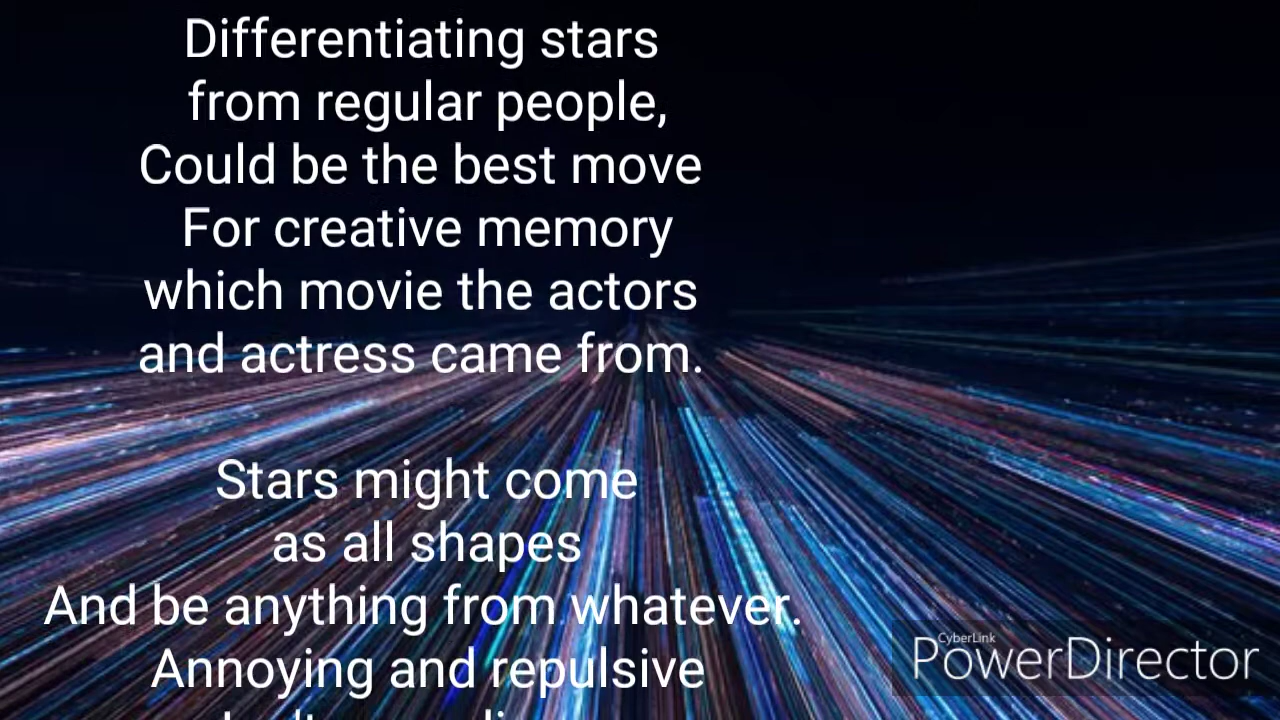 Differentiating stars
from regular people,
Could be the best move
For creative memory
which movie the actors
and actress came from.
Stars might come
as all shapes
And be anything from whatever.
Annoying and repulsive
CyberLink
PowerDirector